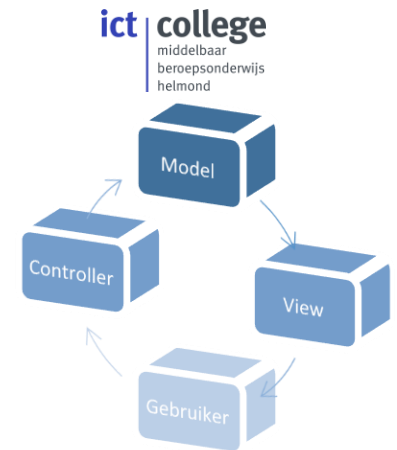 ict college
middelbaar
beroepsonderwijs
helmond
Model
Controller
View
Gebruiker